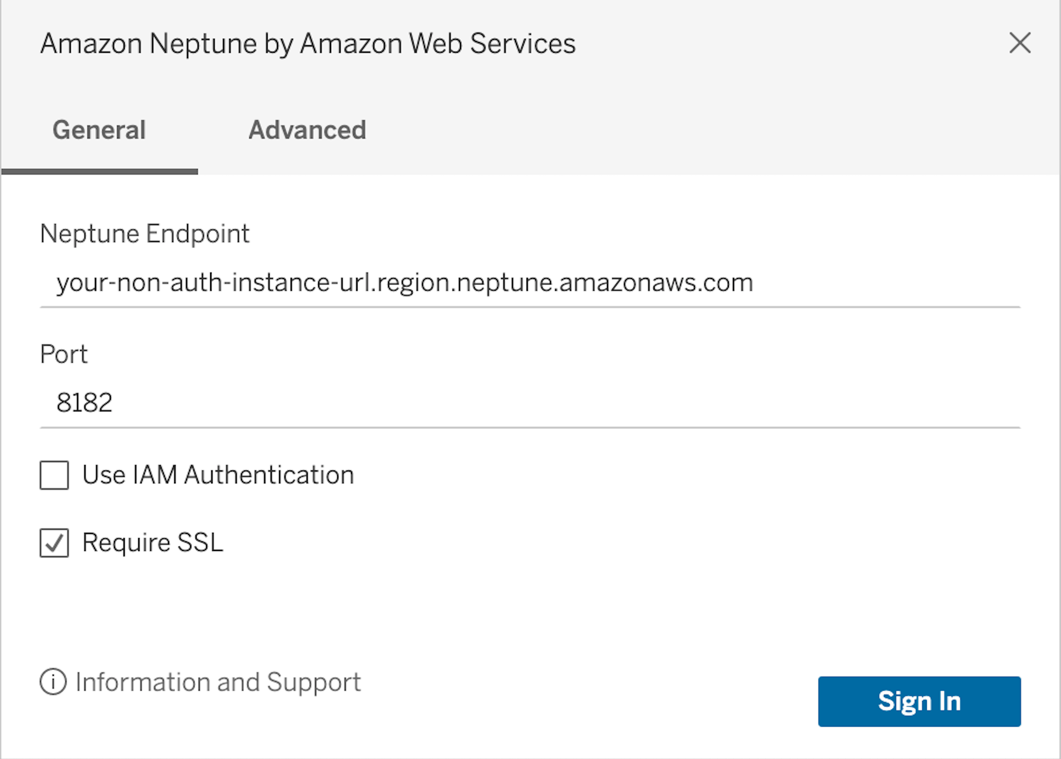 Amazon Neptune by Amazon Web Services
General Advanced
Neptune Endpoint
your-non-auth-instance-url.region.neptune.amazonaws.com
Port
8182
Use IAM Authentication
Require SSL
Information and Support
Sign In